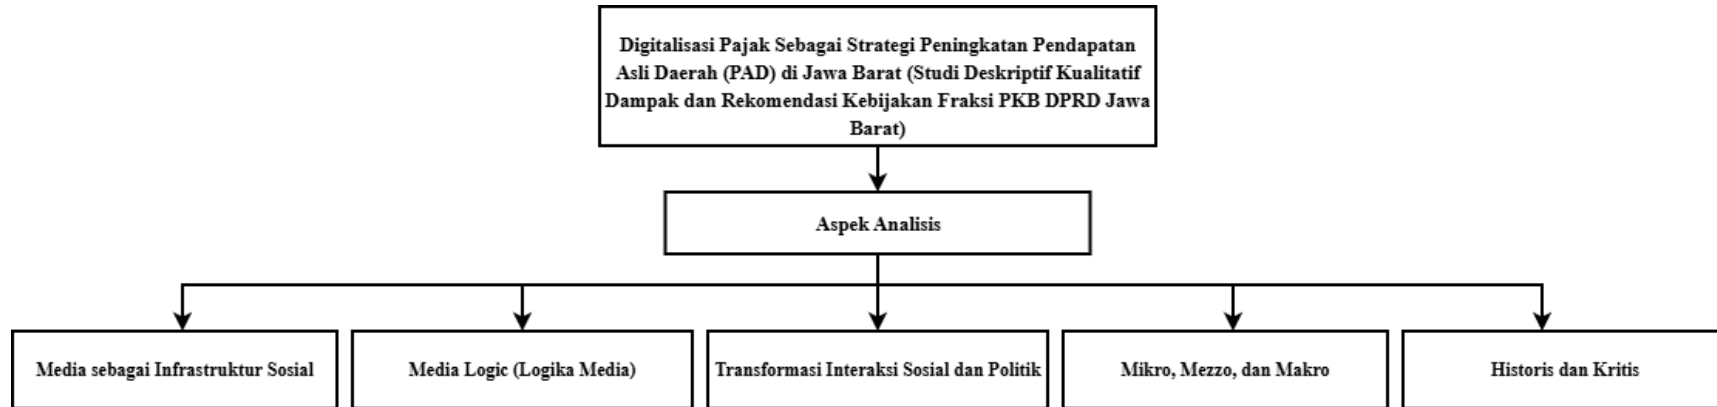 Digitalisasi Pajak Sebagai Strategi Peningkatan Pendapatan
Asli Daerah (PAD) di Jawa Barat (Studi Deskriptif Kualitatif
Dampak dan Rekomendasi Kebijakan Fraksi PKB DPRD Jawa
Barat)
Aspek Analisis
Media sebagai Infrastruktur Sosial
Media Logic (Logika Media)
Transformasi Interaksi Sosial dan Politik
Mikro, Mezzo, dan Makro
Historis dan Kritis